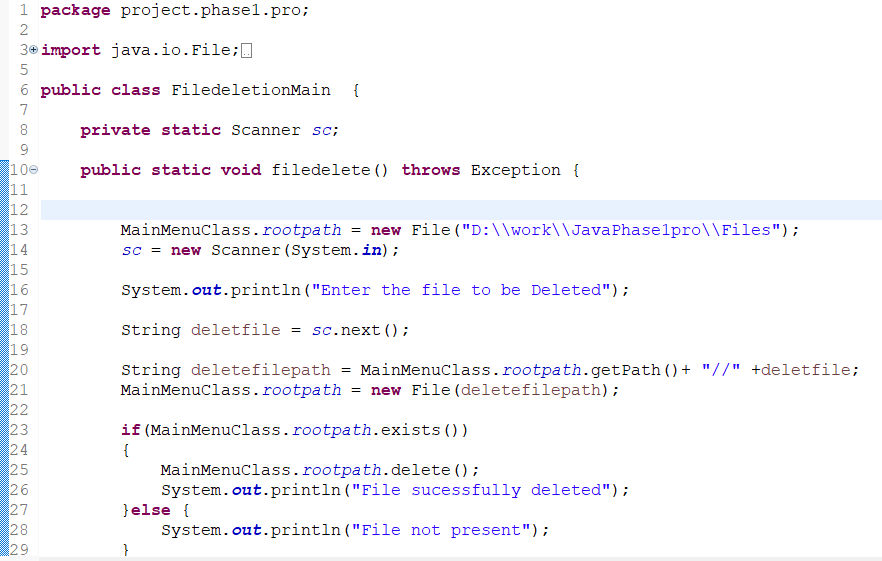 1 package project.phase1.pro;
2
3 import java.io.File;
5
6 public class FiledeletionMain  {
7
8     private static Scanner sc;
9
10     public static void filedelete() throws Exception {
11
12
13         MainMenuClass.rootpath = new File("D:\\work\\JavaPhase1pro\\Files");
14         sc = new Scanner(System.in);
15
16         System.out.println("Enter the file to be Deleted");
17
18         String deletfile = sc.next();
19
20         String deletefilepath = MainMenuClass.rootpath.getPath()+ "//" +deletfile;
21         MainMenuClass.rootpath = new File(deletefilepath);
22
23         if(MainMenuClass.rootpath.exists())
24         {
25             MainMenuClass.rootpath.delete();
26             System.out.println("File sucessfully deleted");
27         }else {
28             System.out.println("File not present");
29         }